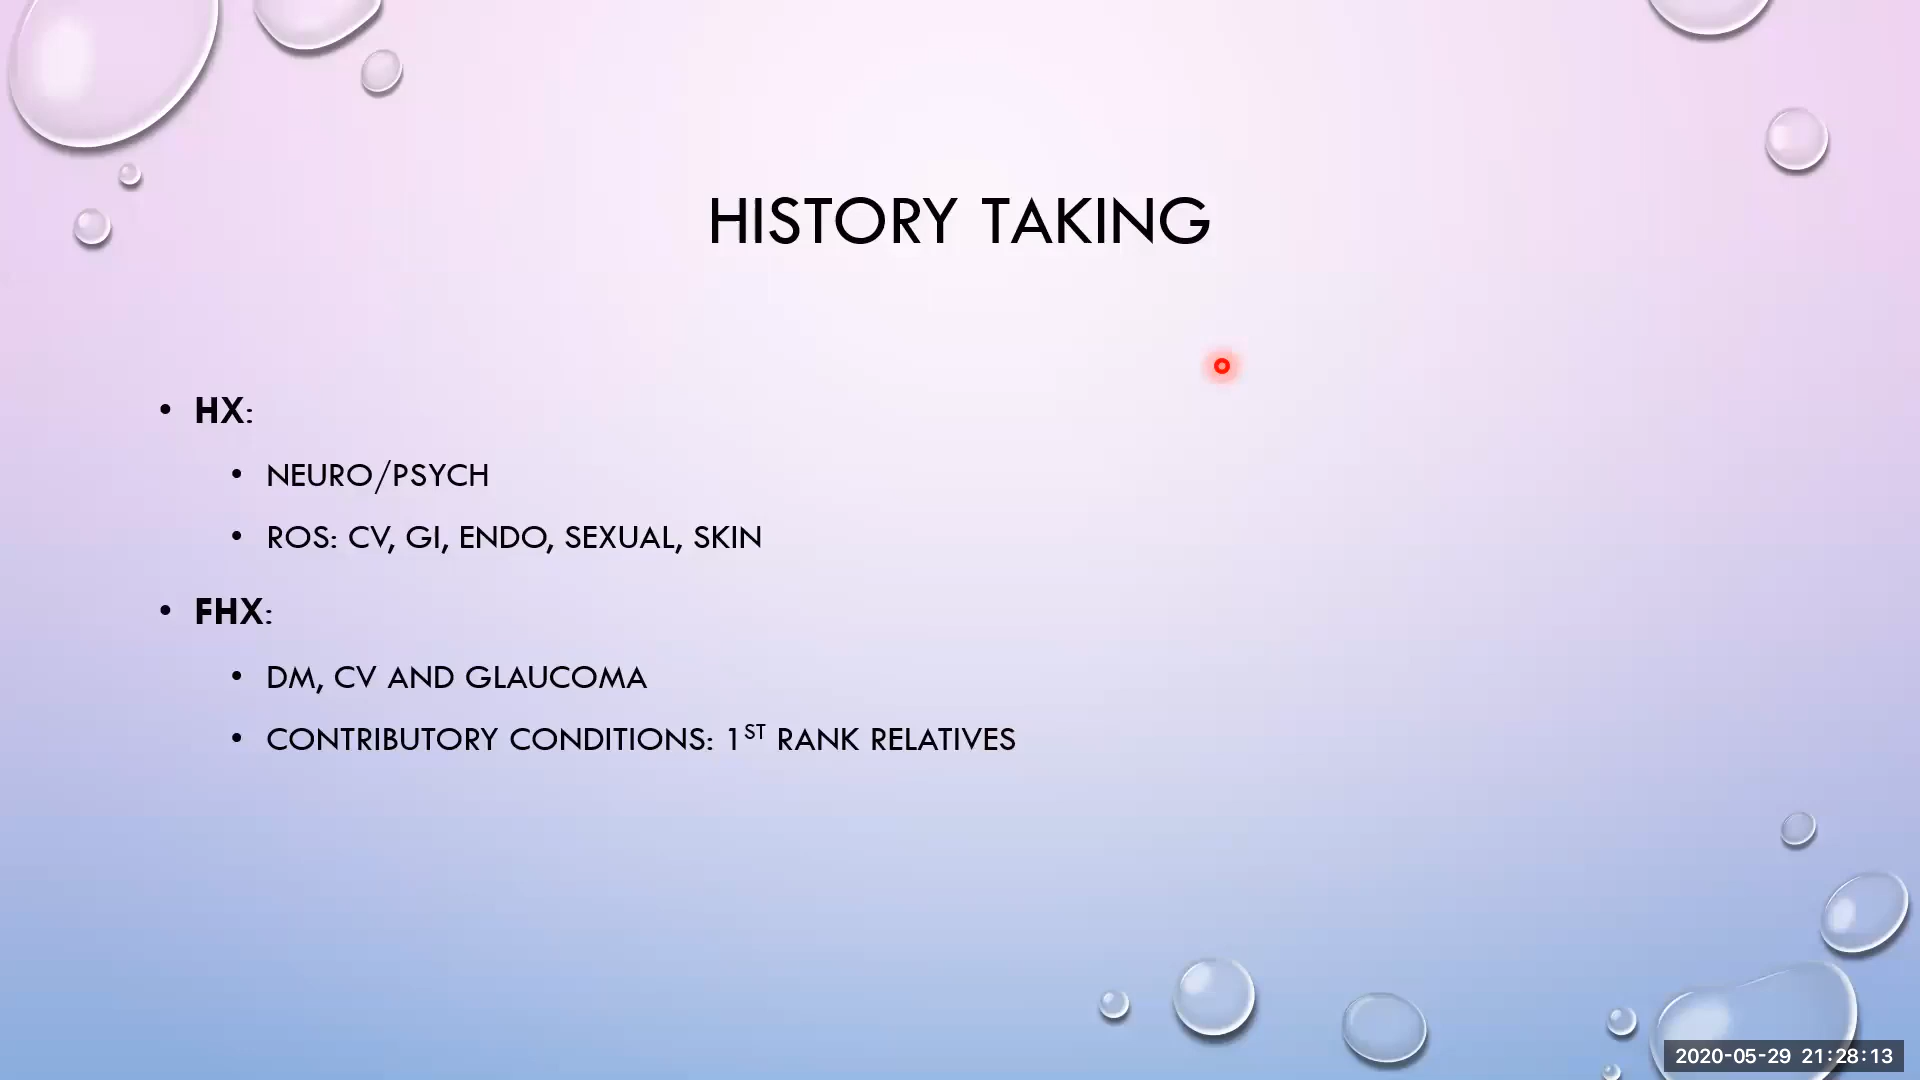 HISTORY TAKING
• HX:
• NEURO/PSYCH
• ROS: CV, GI, ENDO, SEXUAL, SKIN
• FHX:
• DM, CV AND GLAUCOMA
• CONTRIBUTORY CONDITIONS: 1ST RANK RELATIVES
2020-05-29 21:28:13